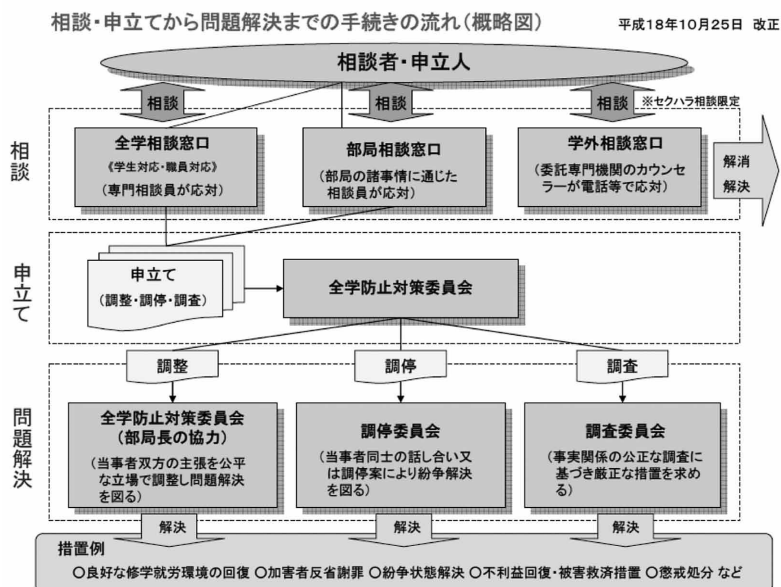 相談・申立てから問題解決までの手続きの流れ(概略図)
平成18年10月25日 改正
相談者・申立人
相談
相談
相談
※セクハラ相談限定
相談
全学相談窓口
《学生対応・職員対応》
(専門相談員が応対)
部局相談窓口
(部局の諸事情に通じた
相談員が応対)
学外相談窓口
(委託専門機関のカウンセ
ラーが電話等で応対)
解消
解決
申立て
申立て
(調整・調停・調査)
全学防止対策委員会
問題解決
調整
調停
調査
全学防止対策委員会
(部局長の協力)
(当事者双方の主張を公平
な立場で調整し問題解決
を図る)
調停委員会
(当事者同士の話し合い又
は調停案により紛争解決
を図る)
調査委員会
(事実関係の公正な調査に
基づき厳正な措置を求め
る)
解決
解決
解決
措置例
○良好な修学就労環境の回復 ○加害者反省謝罪 ○紛争状態解決 ○不利益回復・被害救済措置 ○懲戒処分 など